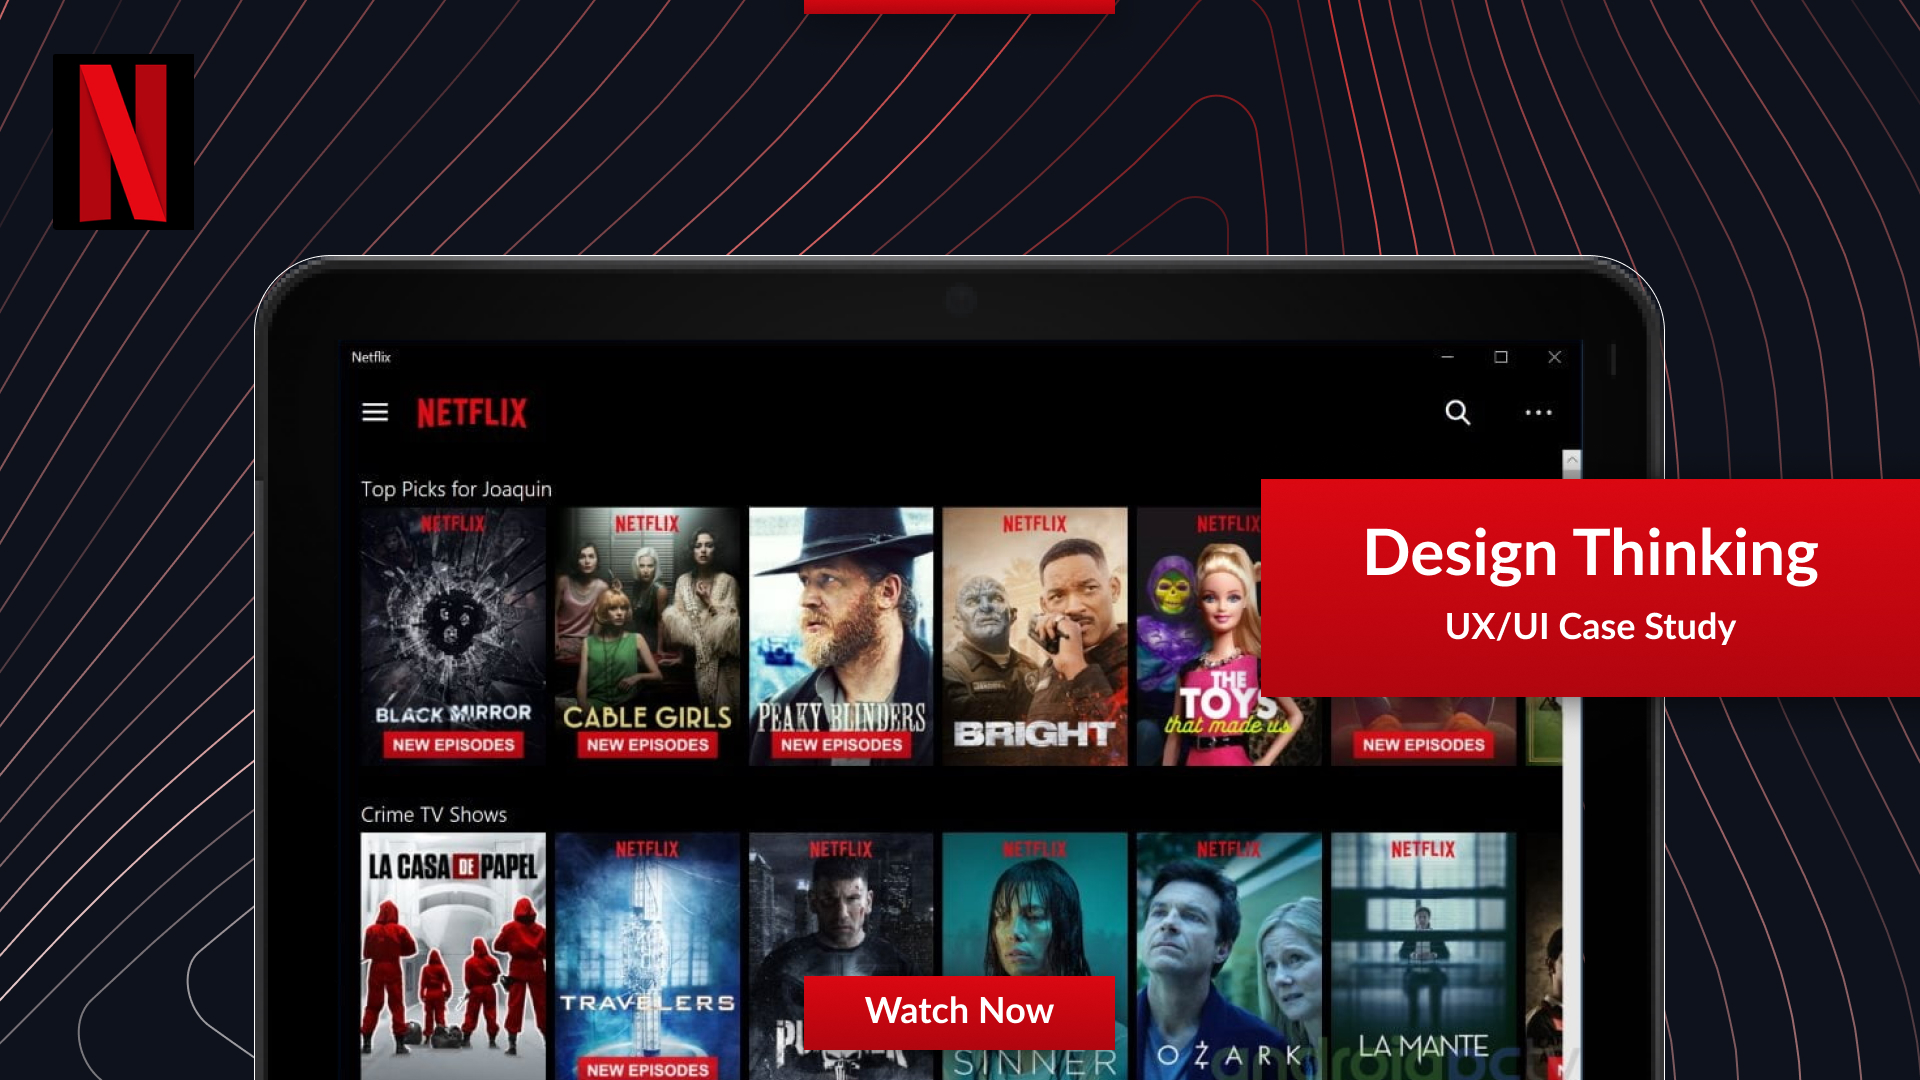 N
Netflix
NETFLIX
Top Picks for Joaquin
NETFLIX
BLACK MIRROR
NEW EPISODES
NETFLIX
CABLE GIRLS
NEW EPISODES
PEAKY BLINDERS
NEW EPISODES
NETFLIX
BRIGHT
NETFLIX
THE
TOYS
that made us
NEW EPISODES
Design Thinking
UX/UI Case Study
Crime TV Shows
LA CASA DE PAPEL
NETFLIX
TRAVELERS
NEW EPISODES
NETFLIX
NETFLIX
SINNER
NETFLIX
OZARK
NETFLIX
LA MANTE
Watch Now
androidpctv